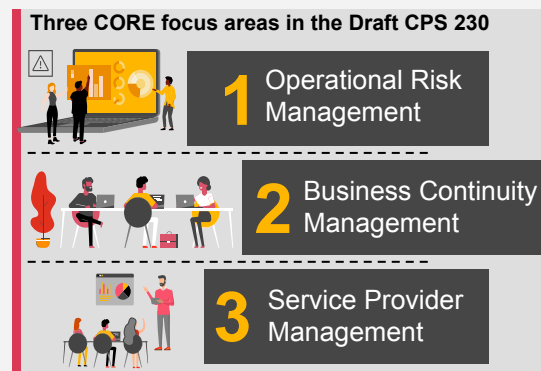 Three CORE focus areas in the Draft CPS 230
1 Operational Risk
Management
2 Business Continuity
Management
3 Service Provider
Management